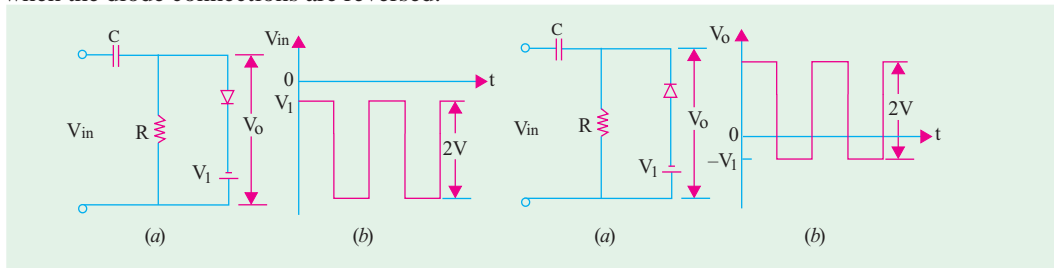 when the diode connections are reversed.
C
Vin
R
Vo
V1
(a)
Vin
0
V1
t
2V
(b)
C
Vin
R
Vo
V1
(a)
Vo
0
−V1
t
2V
(b)